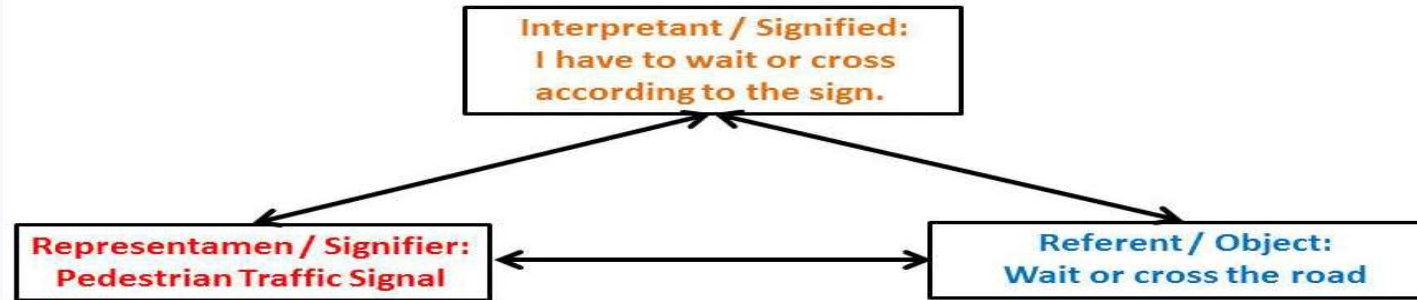 Interpretant / Signified:
I have to wait or cross
according to the sign.
Representamen / Signifier:
Pedestrian Traffic Signal
Referent / Object:
Wait or cross the road